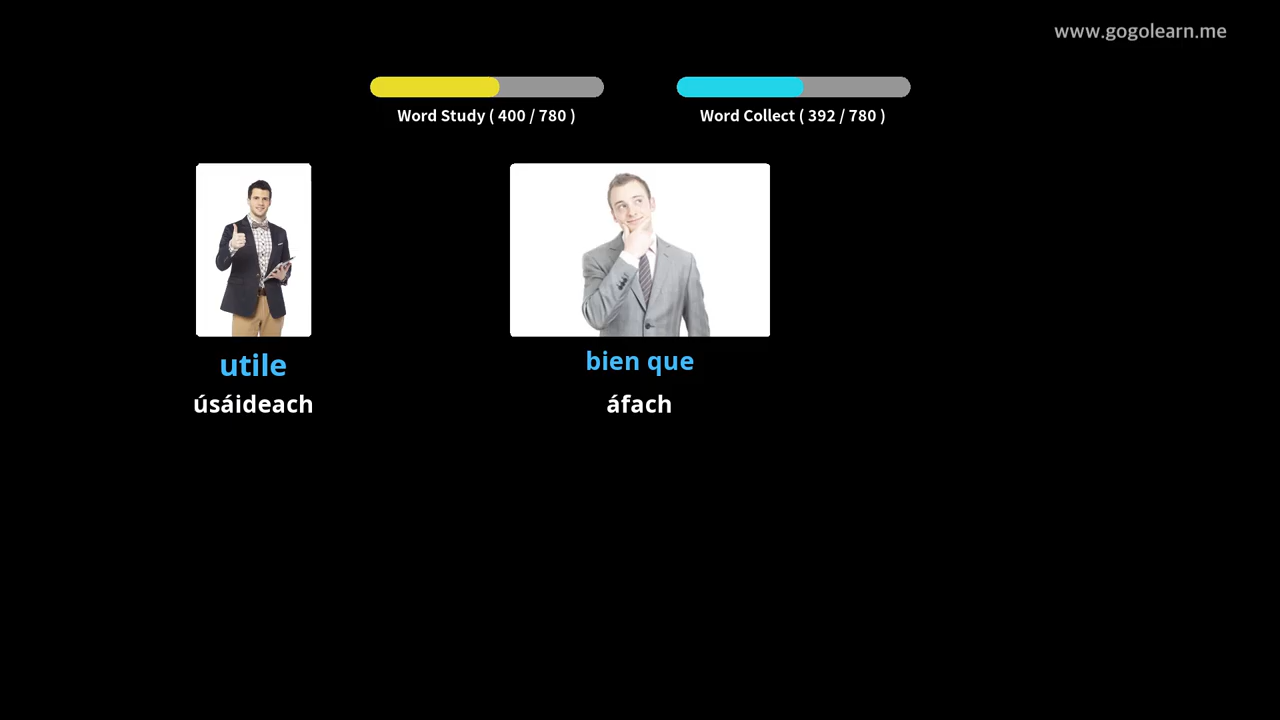 www.gogolearn.me
Word Study ( 400 / 780 )
Word Collect ( 392 / 780 )
utile
úsáideach
bien que
áfach